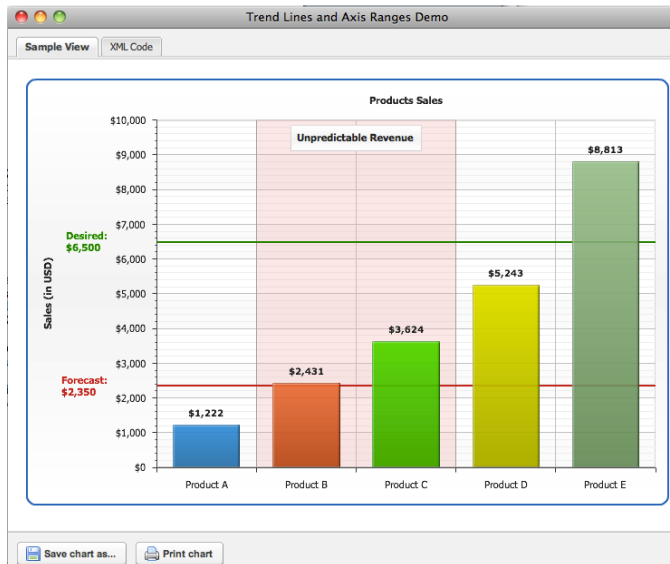 Trend Lines and Axis Ranges Demo
Sample View
XML Code
Products Sales
Unpredictable Revenue
Sales (in USD)
$10,000
$9,000
$8,000
$7,000
$6,000
$5,000
$4,000
$3,000
$2,000
$1,000
$0
Desired:
$6,500
Forecast:
$2,350
$1,222
$2,431
$3,624
$5,243
$8,813
Product A
Product B
Product C
Product D
Product E
Save chart as...
Print chart